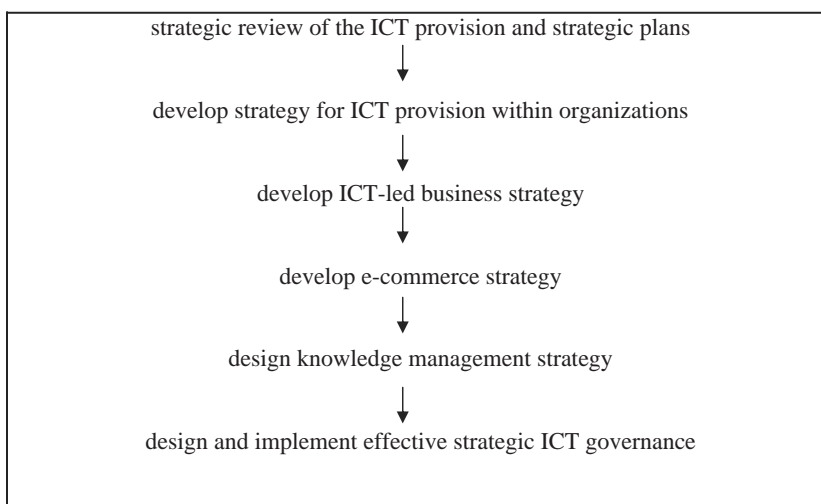 strategic review of the ICT provision and strategic plans
develop strategy for ICT provision within organizations
develop ICT-led business strategy
develop e-commerce strategy
design knowledge management strategy
design and implement effective strategic ICT governance